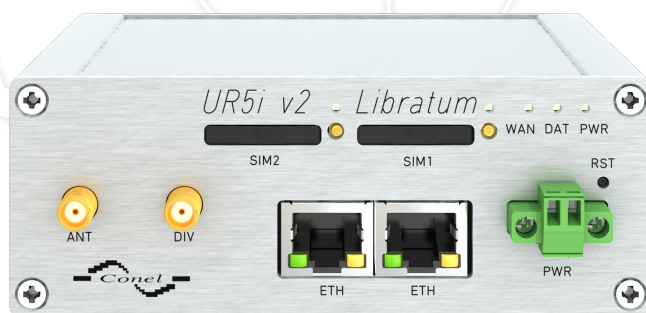 UR5i v2 Libratum
WAN DAT PWR
SIM2 SIM1
RST
ANT DIV
PWR
Conel
ETH ETH